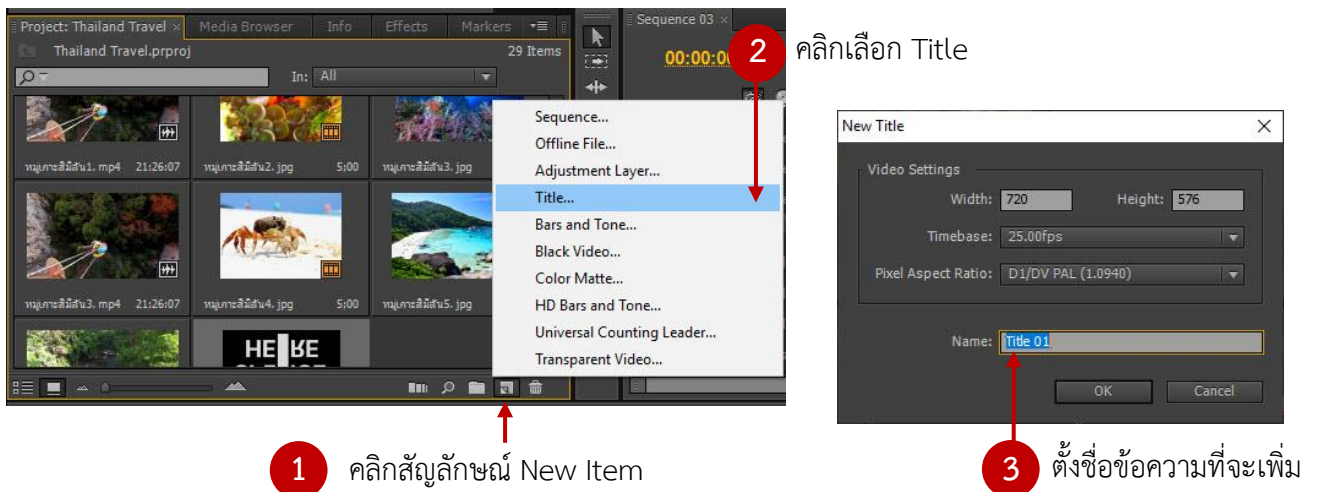 Project: Thailand Travel ×
Media Browser
Info
Effects
Markers
Thailand Travel.prproj
29 Items
In: All
หมู่เกาะสิมิลัน1. mp4 21:26:07
หมู่เกาะสิมิลัน2. jpg 5;00
หมู่เกาะสิมิลัน3. jpg
หมู่เกาะสิมิลัน3. mp4 21:26:07
หมู่เกาะสิมิลัน4. jpg 5;00
หมู่เกาะสิมิลัน5. jpg
HE RE
Sequence...
Offline File...
Adjustment Layer...
Title...
Bars and Tone...
Black Video...
Color Matte...
HD Bars and Tone...
Universal Counting Leader...
Transparent Video...
Sequence 03 ×
00:00:0
2 คลิกเลือก Title
1 คลิกสัญลักษณ์ New Item
New Title
Video Settings
Width: 720 Height: 576
Timebase: 25.00fps
Pixel Aspect Ratio: D1/DV PAL (1.0940)
Name: Title 01
OK Cancel
3 ตั้งชื่อข้อความที่จะเพิ่ม